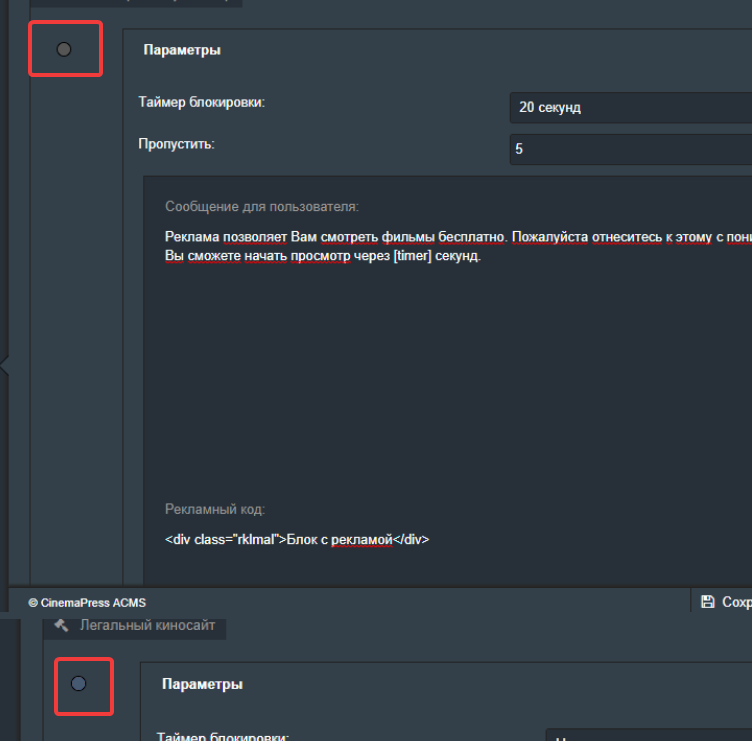 Параметры
Таймер блокировки:
20 секунд
Пропустить:
5
Сообщение для пользователя:
Реклама позволяет Вам смотреть фильмы бесплатно. Пожалуйста отнеситесь к этому с пони
Вы сможете начать просмотр через [timer] секунд.
Рекламный код:
<div class="rklmal">Блок с рекламой</div>
© CinemaPress ACMS
Сохр
Легальный киносайт
Параметры
Таймер блокировки: